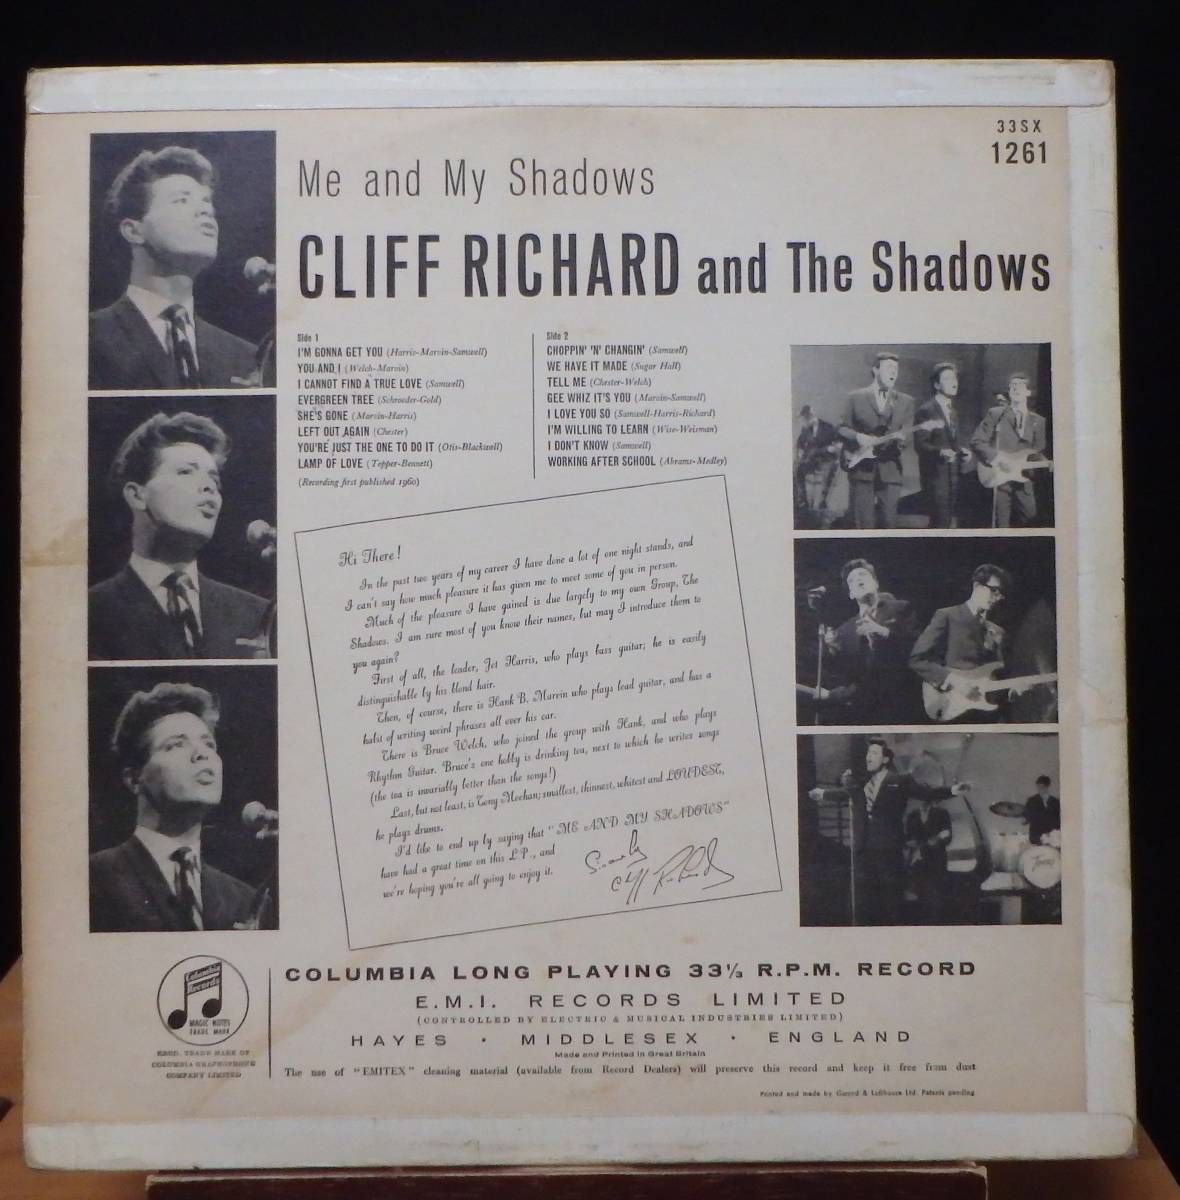 33SX
1261
Me and My Shadows
CLIFF RICHARD and The Shadows
Side 1
I'M GONNA GET YOU (Harris-Marvin-Samwell)
YOU AND I (Welch-Marvin)
I CANNOT FIND A TRUE LOVE (Samwell)
EVERGREEN TREE (Schroeder-Gold)
SHE'S GONE (Marvin-Harris)
LEFT OUT AGAIN (Chester)
YOU'RE JUST THE ONE TO DO IT (Otis-Blackwell)
LAMP OF LOVE (Tepper-Bennett)
(Recording first published 1960)
Side 2
CHOPPIN' 'N' CHANGIN' (Samwell)
WE HAVE IT MADE (Sugar Hall)
TELL ME (Chester-Welch)
GEE WHIZ IT'S YOU (Marvin-Samwell)
I LOVE YOU SO (Samwell-Harris-Richard)
I'M WILLING TO LEARN (Wise-Weisman)
I DON'T KNOW (Samwell)
WORKING AFTER SCHOOL (Abrams-Medley)
Hi There!
In the past two years of my career I have done a lot of one night stands, and
I can't say how much pleasure it has given me to meet some of you in person.
Much of the pleasure I have gained is due largely to my own Group, The
Shadows. I am sure most of you know their names, but may I introduce them to
you again?
First of all, the leader, Jet Harris, who plays bass guitar; he is easily
distinguishable by his blond hair.
Then, of course, there is Hank B. Marvin who plays lead guitar, and has a
habit of writing weird phrases all over his car.
There is Bruce Welch, who joined the group with Hank, and who plays
Rhythm Guitar. Bruce's one hobby is drinking tea, next to which he writes songs
(the tea is invariably better than the songs!)
Last, but not least, is Tony Meehan; smallest, thinnest, whitest and LOUDEST,
he plays drums.
I'd like to end up by saying that "ME AND MY SHADOWS"
have had a great time on this L.P., and
we're hoping you're all going to enjoy it.
Sincerely
Cliff Richard
Columbia
Records
MAGIC NOTES
TRADE MARK
REGD. TRADE MARK OF
COLUMBIA GRAPHOPHONE
COMPANY LIMITED
COLUMBIA LONG PLAYING 33⅓ R.P.M. RECORD
E.M.I. RECORDS LIMITED
(CONTROLLED BY ELECTRIC & MUSICAL INDUSTRIES LIMITED)
HAYES · MIDDLESEX · ENGLAND
Made and Printed in Great Britain
The use of "EMITEX" cleaning material (available from Record Dealers) will preserve this record and keep it free from dust
Printed and made by Garrod & Lofthouse Ltd. Patents pending